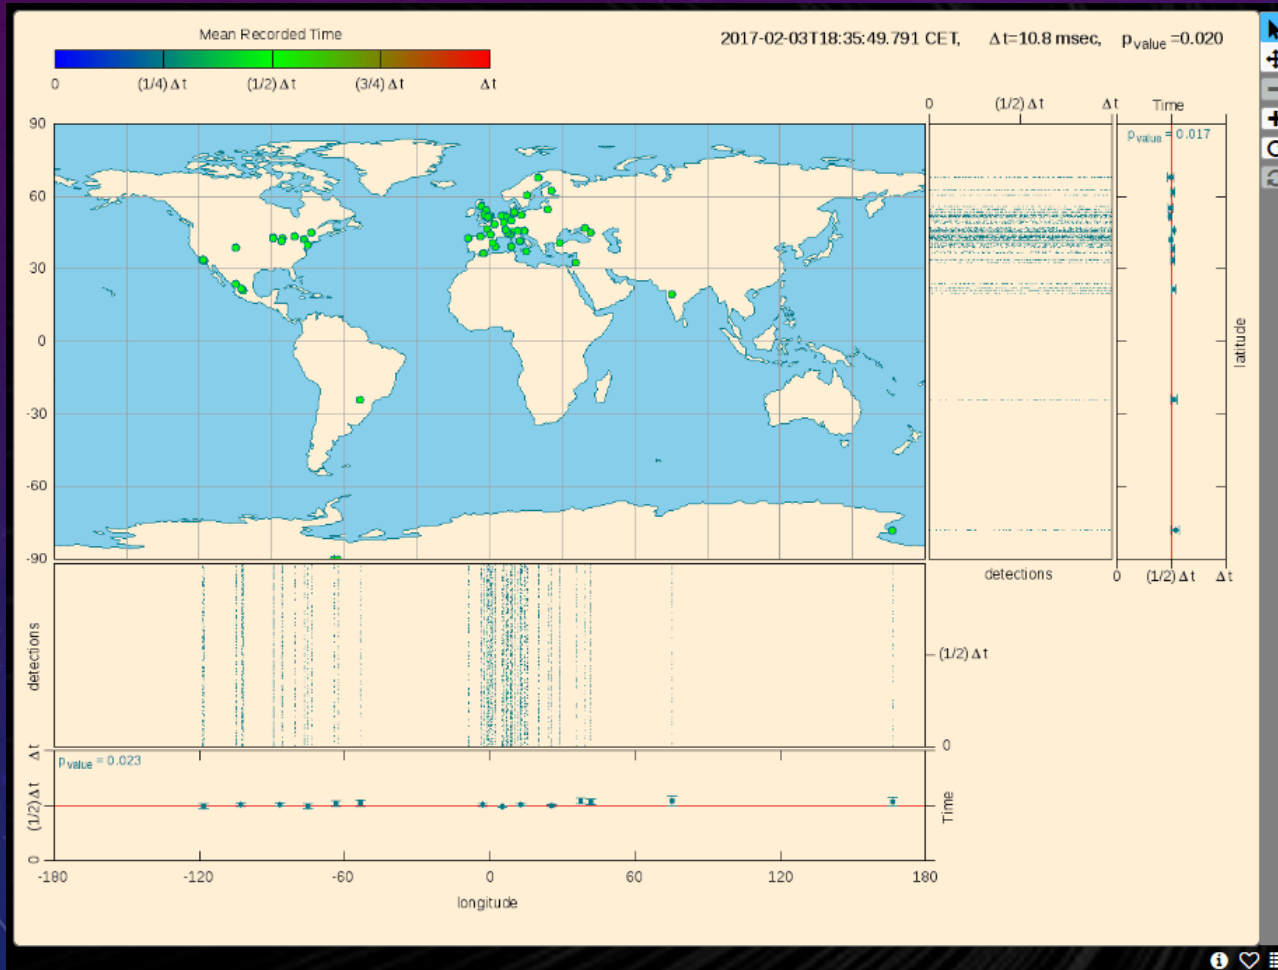 Mean Recorded Time
0 (1/4) Δt (1/2) Δt (3/4) Δt Δt
2017-02-03T18:35:49.791 CET, Δt=10.8 msec, pvalue =0.020
0 (1/2) Δt Δt Time
90
60
30
0
-30
-60
-90
pvalue = 0.017
latitude
detections
0 (1/2) Δt Δt
detections
(1/2) Δt
0
Δt
(1/2) Δt
0
pvalue = 0.023
Time
-180 -120 -60 0 60 120 180
longitude